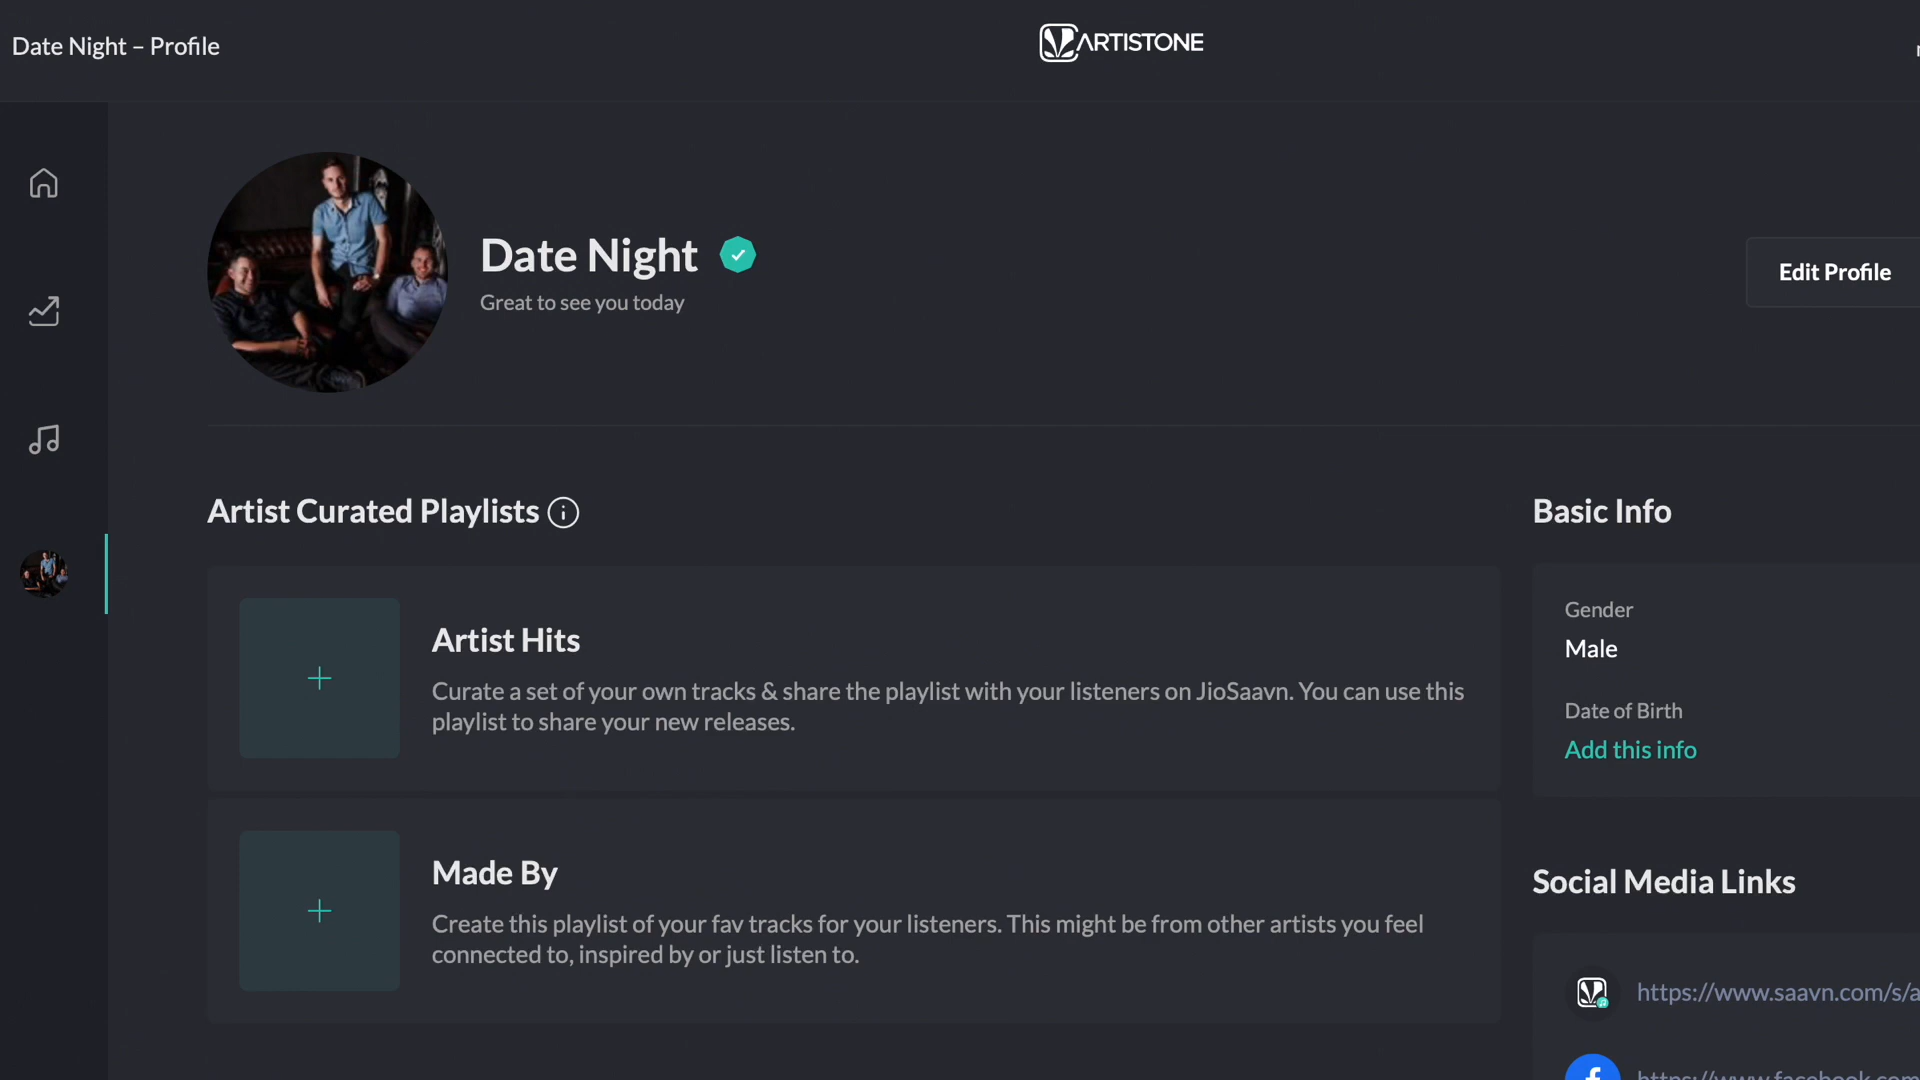 Date Night – Profile
ARTISTONE
Date Night
Great to see you today
Edit Profile
Artist Curated Playlists
Artist Hits
Curate a set of your own tracks & share the playlist with your listeners on JioSaavn. You can use this
playlist to share your new releases.
Made By
Create this playlist of your fav tracks for your listeners. This might be from other artists you feel
connected to, inspired by or just listen to.
Basic Info
Gender
Male
Date of Birth
Add this info
Social Media Links
https://www.saavn.com/s/a
https://www.facebook.com